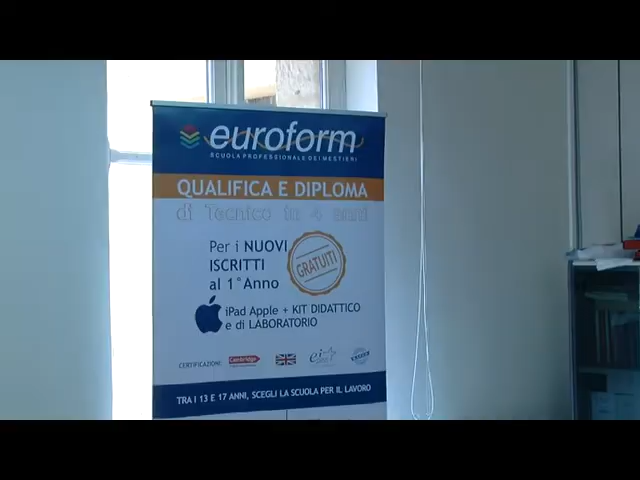 euroform
SCUOLA PROFESSIONALE DEI MESTIERI
QUALIFICA E DIPLOMA
di Tecnico in 4 anni
Per i NUOVI
ISCRITTI
al 1° Anno
GRATUITI
iPad Apple + KIT DIDATTICO
e di LABORATORIO
CERTIFICAZIONI
Cambridge
ei
TRA I 13 E 17 ANNI, SCEGLI LA SCUOLA PER IL LAVORO